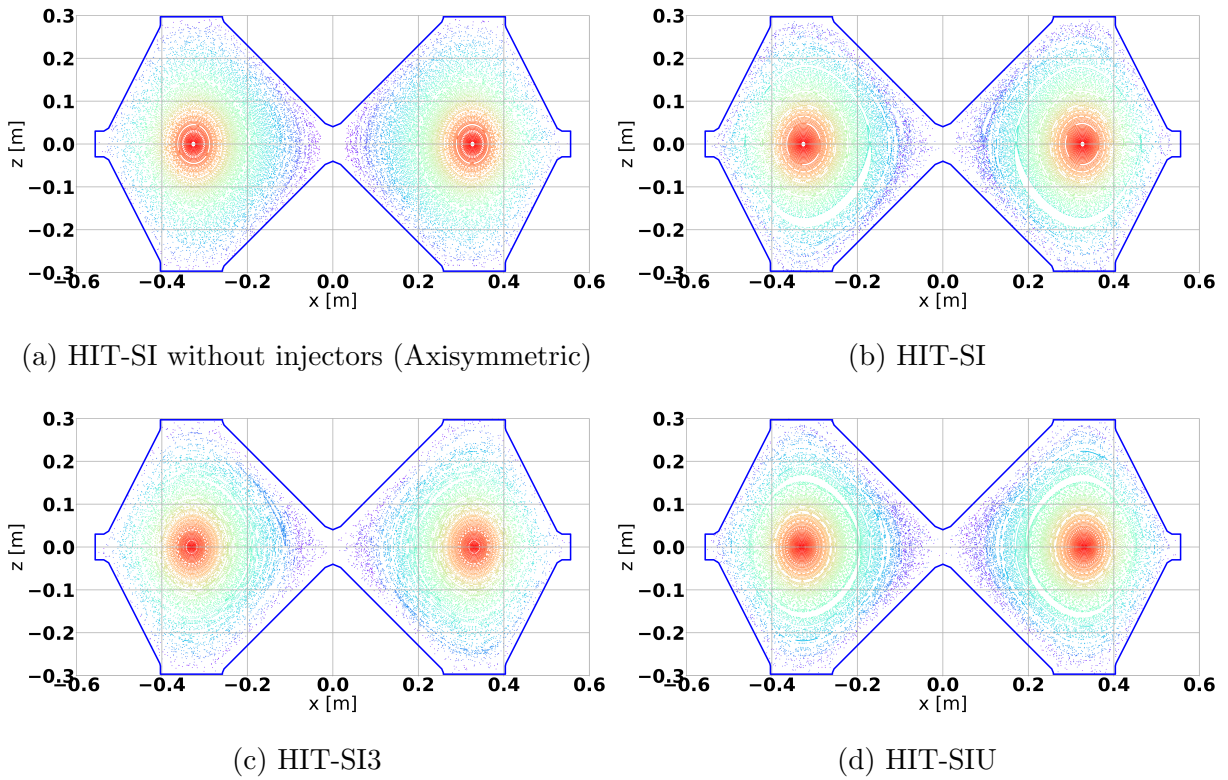 0.3 0.3
0.2 0.2
0.1 0.1
z [m] 0.0 z [m] 0.0
−0.1 −0.1
−0.2 −0.2
−0.3 −0.3
−0.6 −0.4 −0.2 0.0 0.2 0.4 0.6 −0.6 −0.4 −0.2 0.0 0.2 0.4 0.6
x [m] x [m]
(a) HIT-SI without injectors (Axisymmetric) (b) HIT-SI
0.3 0.3
0.2 0.2
0.1 0.1
z [m] 0.0 z [m] 0.0
−0.1 −0.1
−0.2 −0.2
−0.3 −0.3
−0.6 −0.4 −0.2 0.0 0.2 0.4 0.6 −0.6 −0.4 −0.2 0.0 0.2 0.4 0.6
x [m] x [m]
(c) HIT-SI3 (d) HIT-SIU